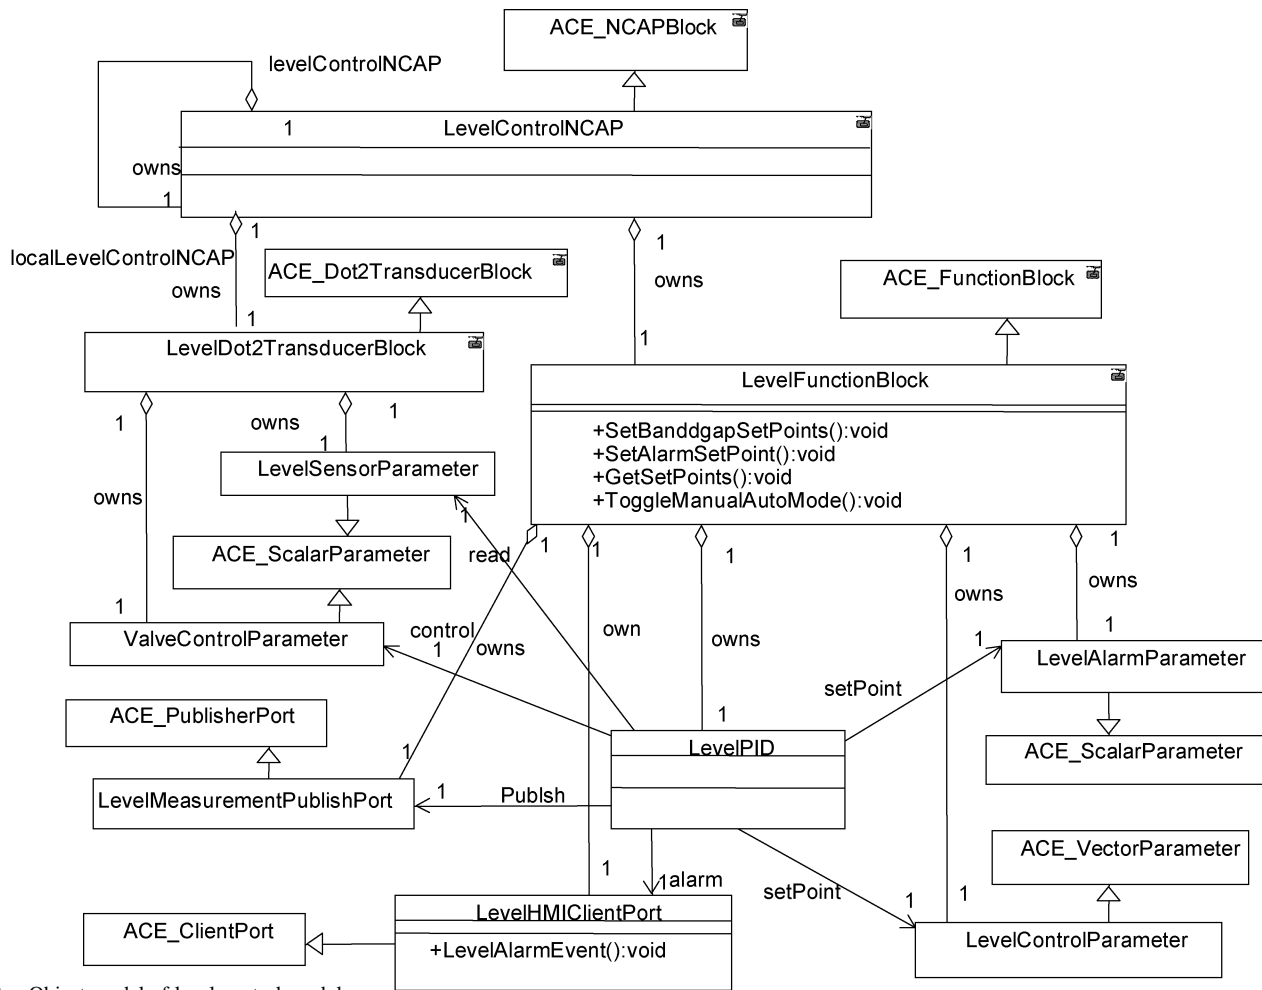 ACE_NCAPBlock
levelControlNCAP
1
LevelControlNCAP
owns
1
1
localLevelControlNCAP
owns
1
1
owns
1
ACE_Dot2TransducerBlock
ACE_FunctionBlock
LevelDot2TransducerBlock
LevelFunctionBlock
+SetBanddgapSetPoints():void
+SetAlarmSetPoint():void
+GetSetPoints():void
+ToggleManualAutoMode():void
1
owns
1
1
owns
1
LevelSensorParameter
1
read
ACE_ScalarParameter
1
1
1
1
1
owns
owns
ValveControlParameter
control
1
owns
own
owns
1
1
LevelAlarmParameter
setPoint
ACE_PublisherPort
1
LevelPID
ACE_ScalarParameter
1
LevelMeasurementPublishPort
1
Publsh
ACE_VectorParameter
1
1
alarm
setPoint
1
1
LevelHMIClientPort
+LevelAlarmEvent():void
ACE_ClientPort
LevelControlParameter